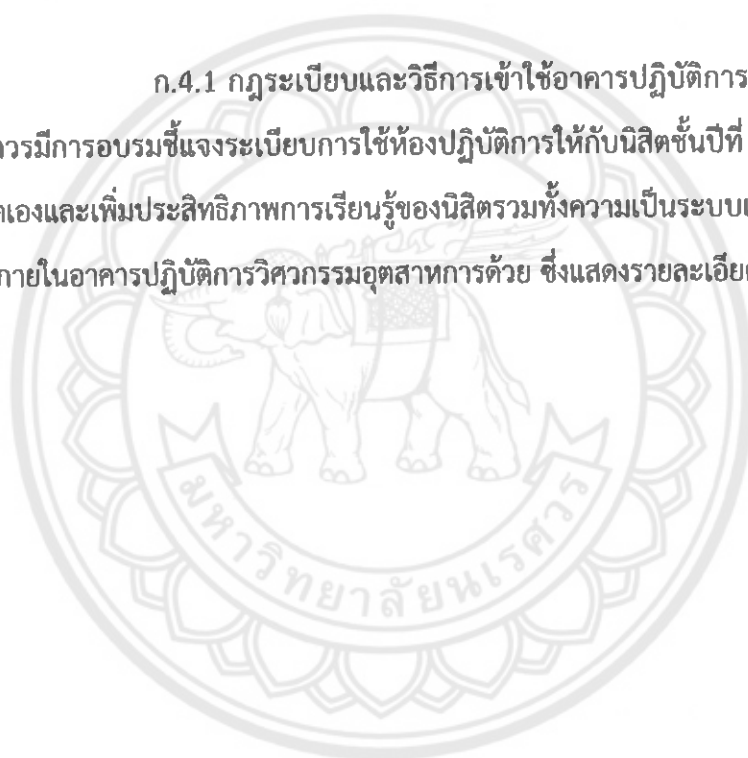 ก.4.1 กฎระเบียบและวิธีการเข้าใช้อาคารปฏิบัติการ
ควรมีการอบรมชี้แจงระเบียบการใช้ห้องปฏิบัติการให้กับนิสิตชั้นปีที่
เองและเพิ่มประสิทธิภาพการเรียนรู้ของนิสิตรวมทั้งความเป็นระบบ
ภายในอาคารปฏิบัติการวิศวกรรมอุตสาหการด้วย ซึ่งแสดงรายละเอียด
มหาวิทยาลัยนเรศวร